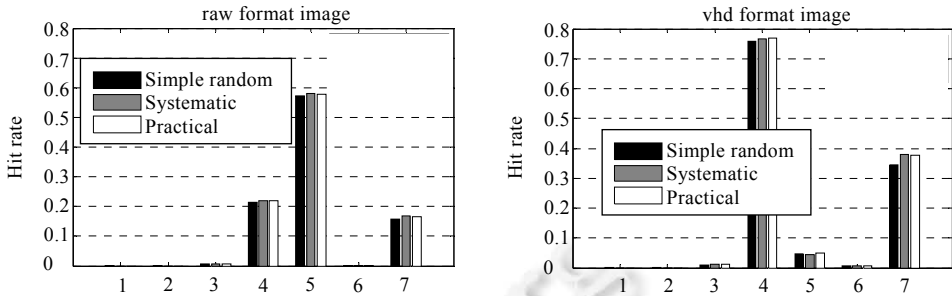 raw format image
0.8
0.7
0.6
0.5
0.4
0.3
0.2
0.1
0
Hit rate
Simple random
Systematic
Practical
1 2 3 4 5 6 7
vhd format image
0.8
0.7
0.6
0.5
0.4
0.3
0.2
0.1
0
Hit rate
Simple random
Systematic
Practical
1 2 3 4 5 6 7